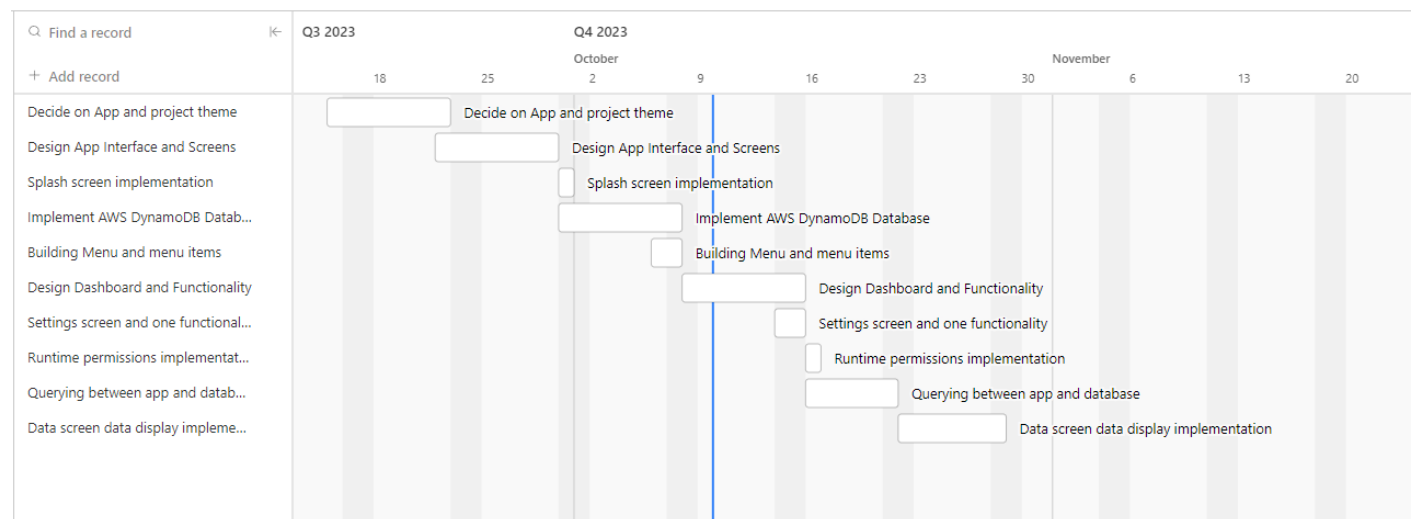 Find a record
Q3 2023 Q4 2023
October November
+ Add record
18 25 2 9 16 23 30 6 13 20
Decide on App and project theme Decide on App and project theme
Design App Interface and Screens Design App Interface and Screens
Splash screen implementation Splash screen implementation
Implement AWS DynamoDB Datab... Implement AWS DynamoDB Database
Building Menu and menu items Building Menu and menu items
Design Dashboard and Functionality Design Dashboard and Functionality
Settings screen and one functional... Settings screen and one functionality
Runtime permissions implementat... Runtime permissions implementation
Querying between app and datab... Querying between app and database
Data screen data display impleme... Data screen data display implementation